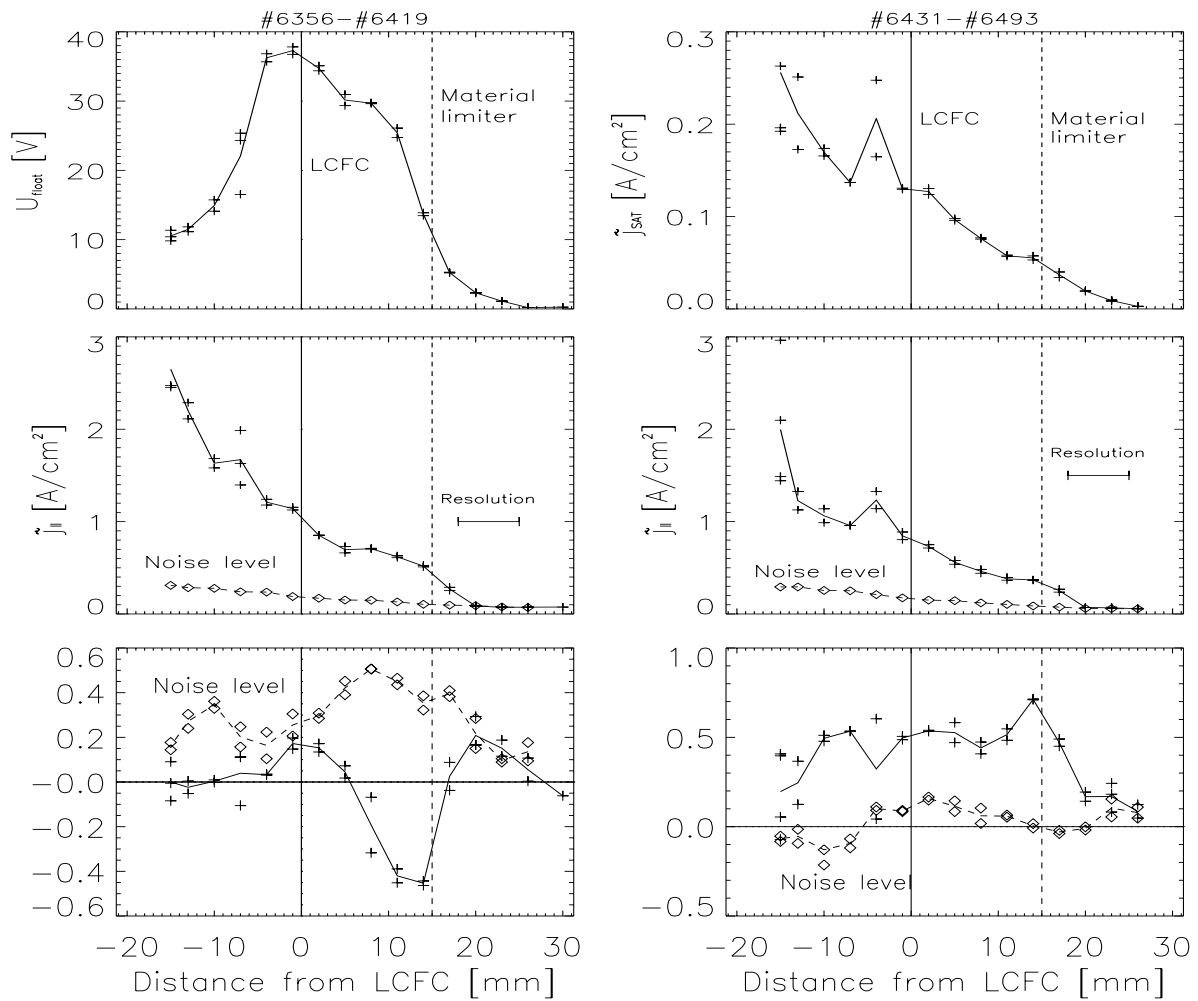 #6356−#6419
#6431−#6493
40
30
20
10
0
U_float [V]
LCFC
Material
limiter
0.3
0.2
0.1
0.0
j̃_SAT [A/cm²]
LCFC
Material
limiter
3
2
1
0
j̃_II [A/cm²]
Noise level
Resolution
3
2
1
0
j̃_II [A/cm²]
Noise level
Resolution
0.6
0.4
0.2
−0.0
−0.2
−0.4
−0.6
Noise level
−20 −10 0 10 20 30
Distance from LCFC [mm]
1.0
0.5
0.0
−0.5
Noise level
−20 −10 0 10 20 30
Distance from LCFC [mm]